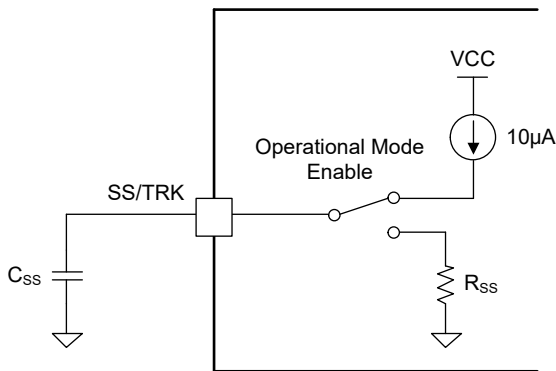 VCC
10µA
Operational Mode
Enable
SS/TRK
CSS
RSS